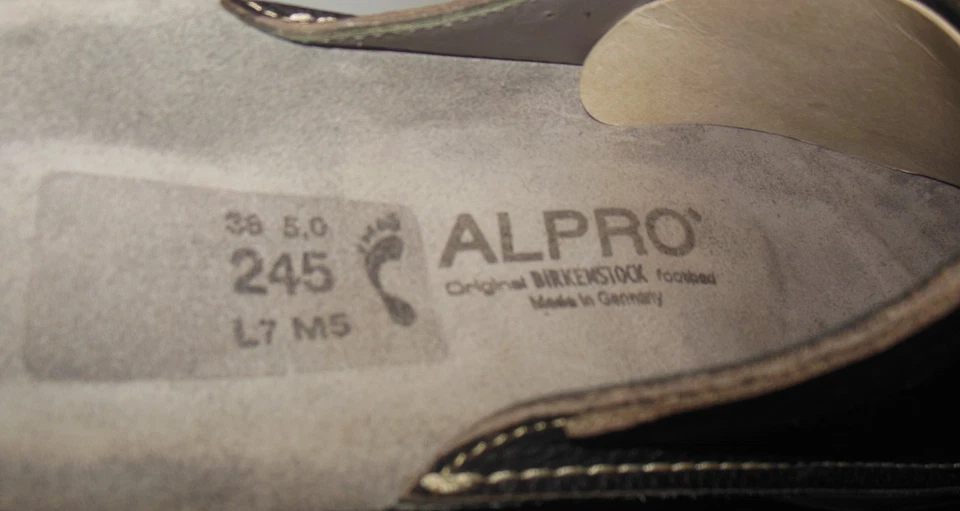 38 5.0
245
L7 M5
ALPRO
Original BIRKENSTOCK footbed
Made in Germany